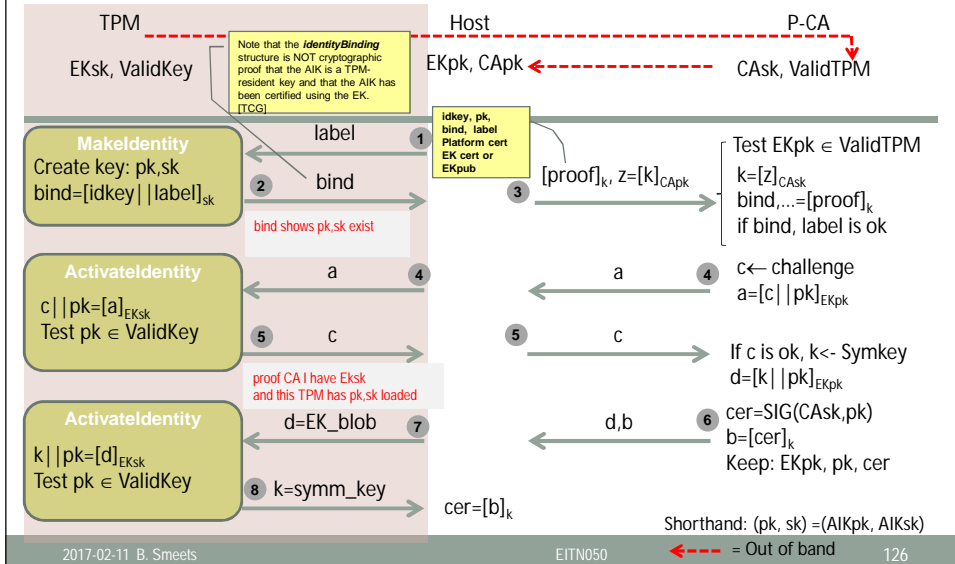 TPM
Host
P-CA
Note that the identityBinding
structure is NOT cryptographic
proof that the AIK is a TPM-
resident key and that the AIK has
been certified using the EK.
[TCG]
EKsk, ValidKey
EKpk, CApk
CAsk, ValidTPM
MakeIdentity
Create key: pk,sk
bind=[idkey||label]sk
label
1
2
bind
bind shows pk,sk exist
idkey, pk,
bind, label
Platform cert
EK cert or
EKpub
3
[proof]k, z=[k]CApk
Test EKpk ∈ ValidTPM
k=[z]CAsk
bind,...=[proof]k
if bind, label is ok
ActivateIdentity
c||pk=[a]EKsk
Test pk ∈ ValidKey
a
4
a
4
c← challenge
a=[c||pk]EKpk
5
c
5
c
If c is ok, k<- Symkey
d=[k||pk]EKpk
proof CA I have Eksk
and this TPM has pk,sk loaded
ActivateIdentity
k||pk=[d]EKsk
Test pk ∈ ValidKey
d=EK_blob
7
d,b
6
cer=SIG(CAsk,pk)
b=[cer]k
Keep: EKpk, pk, cer
8
k=symm_key
cer=[b]k
Shorthand: (pk, sk) =(AIKpk, AIKsk)
2017-02-11 B. Smeets
EITN050
= Out of band
126